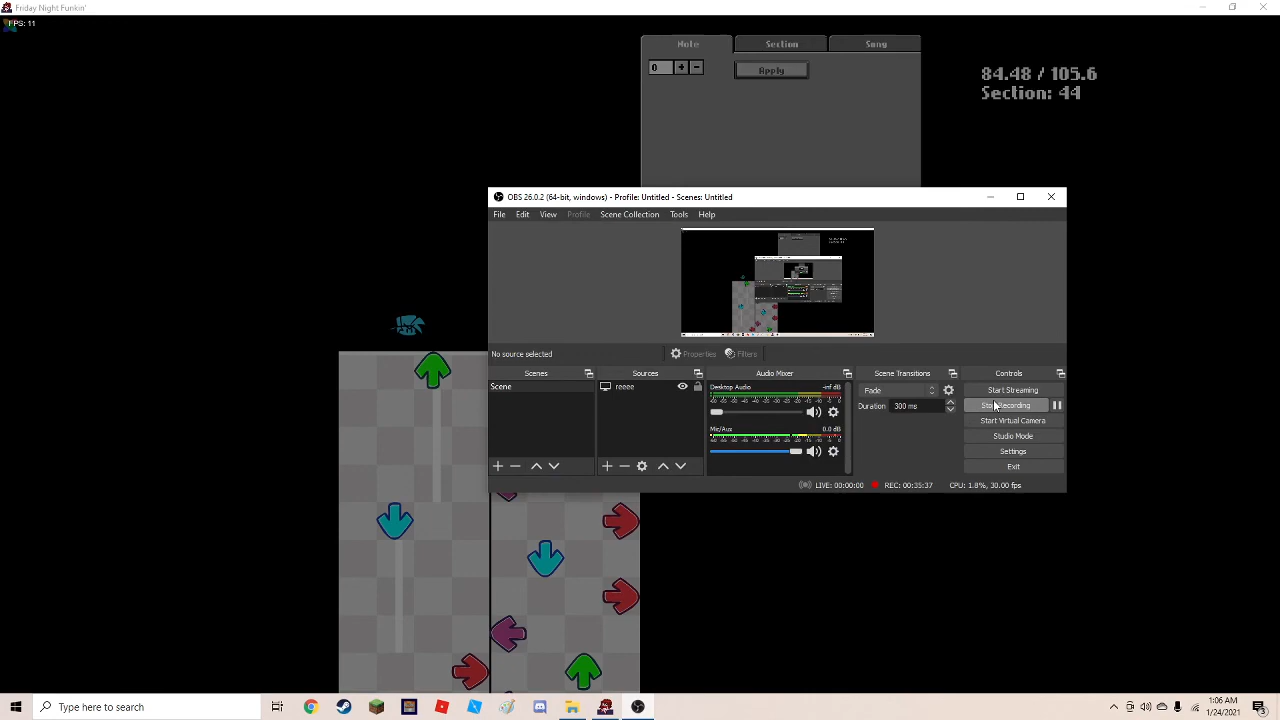 Friday Night Funkin'
FPS: 11
Note
Section
Song
0
+
-
Apply
84.48 / 105.6
Section: 44
OBS 26.0.2 (64-bit, windows) - Profile: Untitled - Scenes: Untitled
File Edit View Profile Scene Collection Tools Help
No source selected
Properties
Filters
Scenes
Sources
Audio Mixer
Scene Transitions
Controls
Scene
reeee
Desktop Audio
-inf dB
Mic/Aux
0.0 dB
Fade
Duration
300 ms
Start Streaming
Stop Recording
Start Virtual Camera
Studio Mode
Settings
Exit
LIVE: 00:00:00
REC: 00:35:37
CPU: 1.8%, 30.00 fps
Type here to search
1:06 AM
1/24/2021